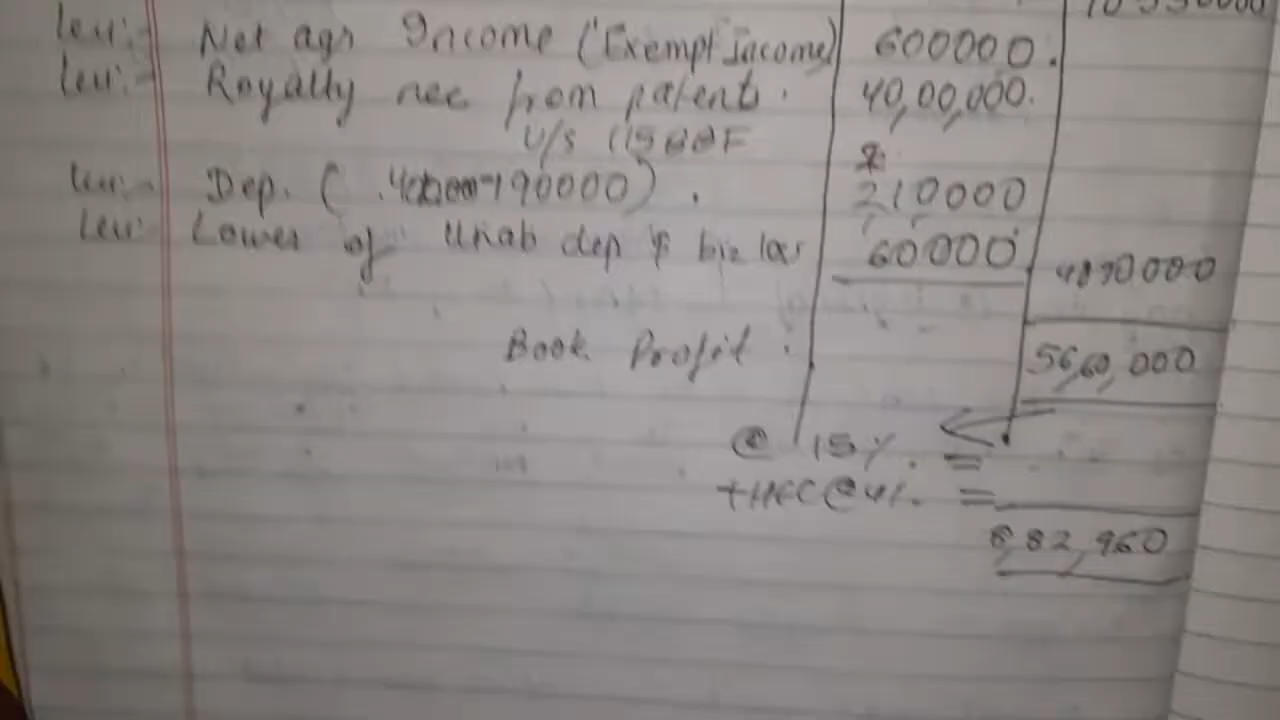 Less:- Net agr Income (Exempt Income) 600000.
Less:- Royalty rec from patent. 40,00,000.
U/S 115BBF
Less:- Dep. ( -190000). 210000
Less: Lower of Unab dep & biz loss 60000 4870000
Book Profit: 56,60,000
@ 15%. =
+HEC@4%. =
8,82,960